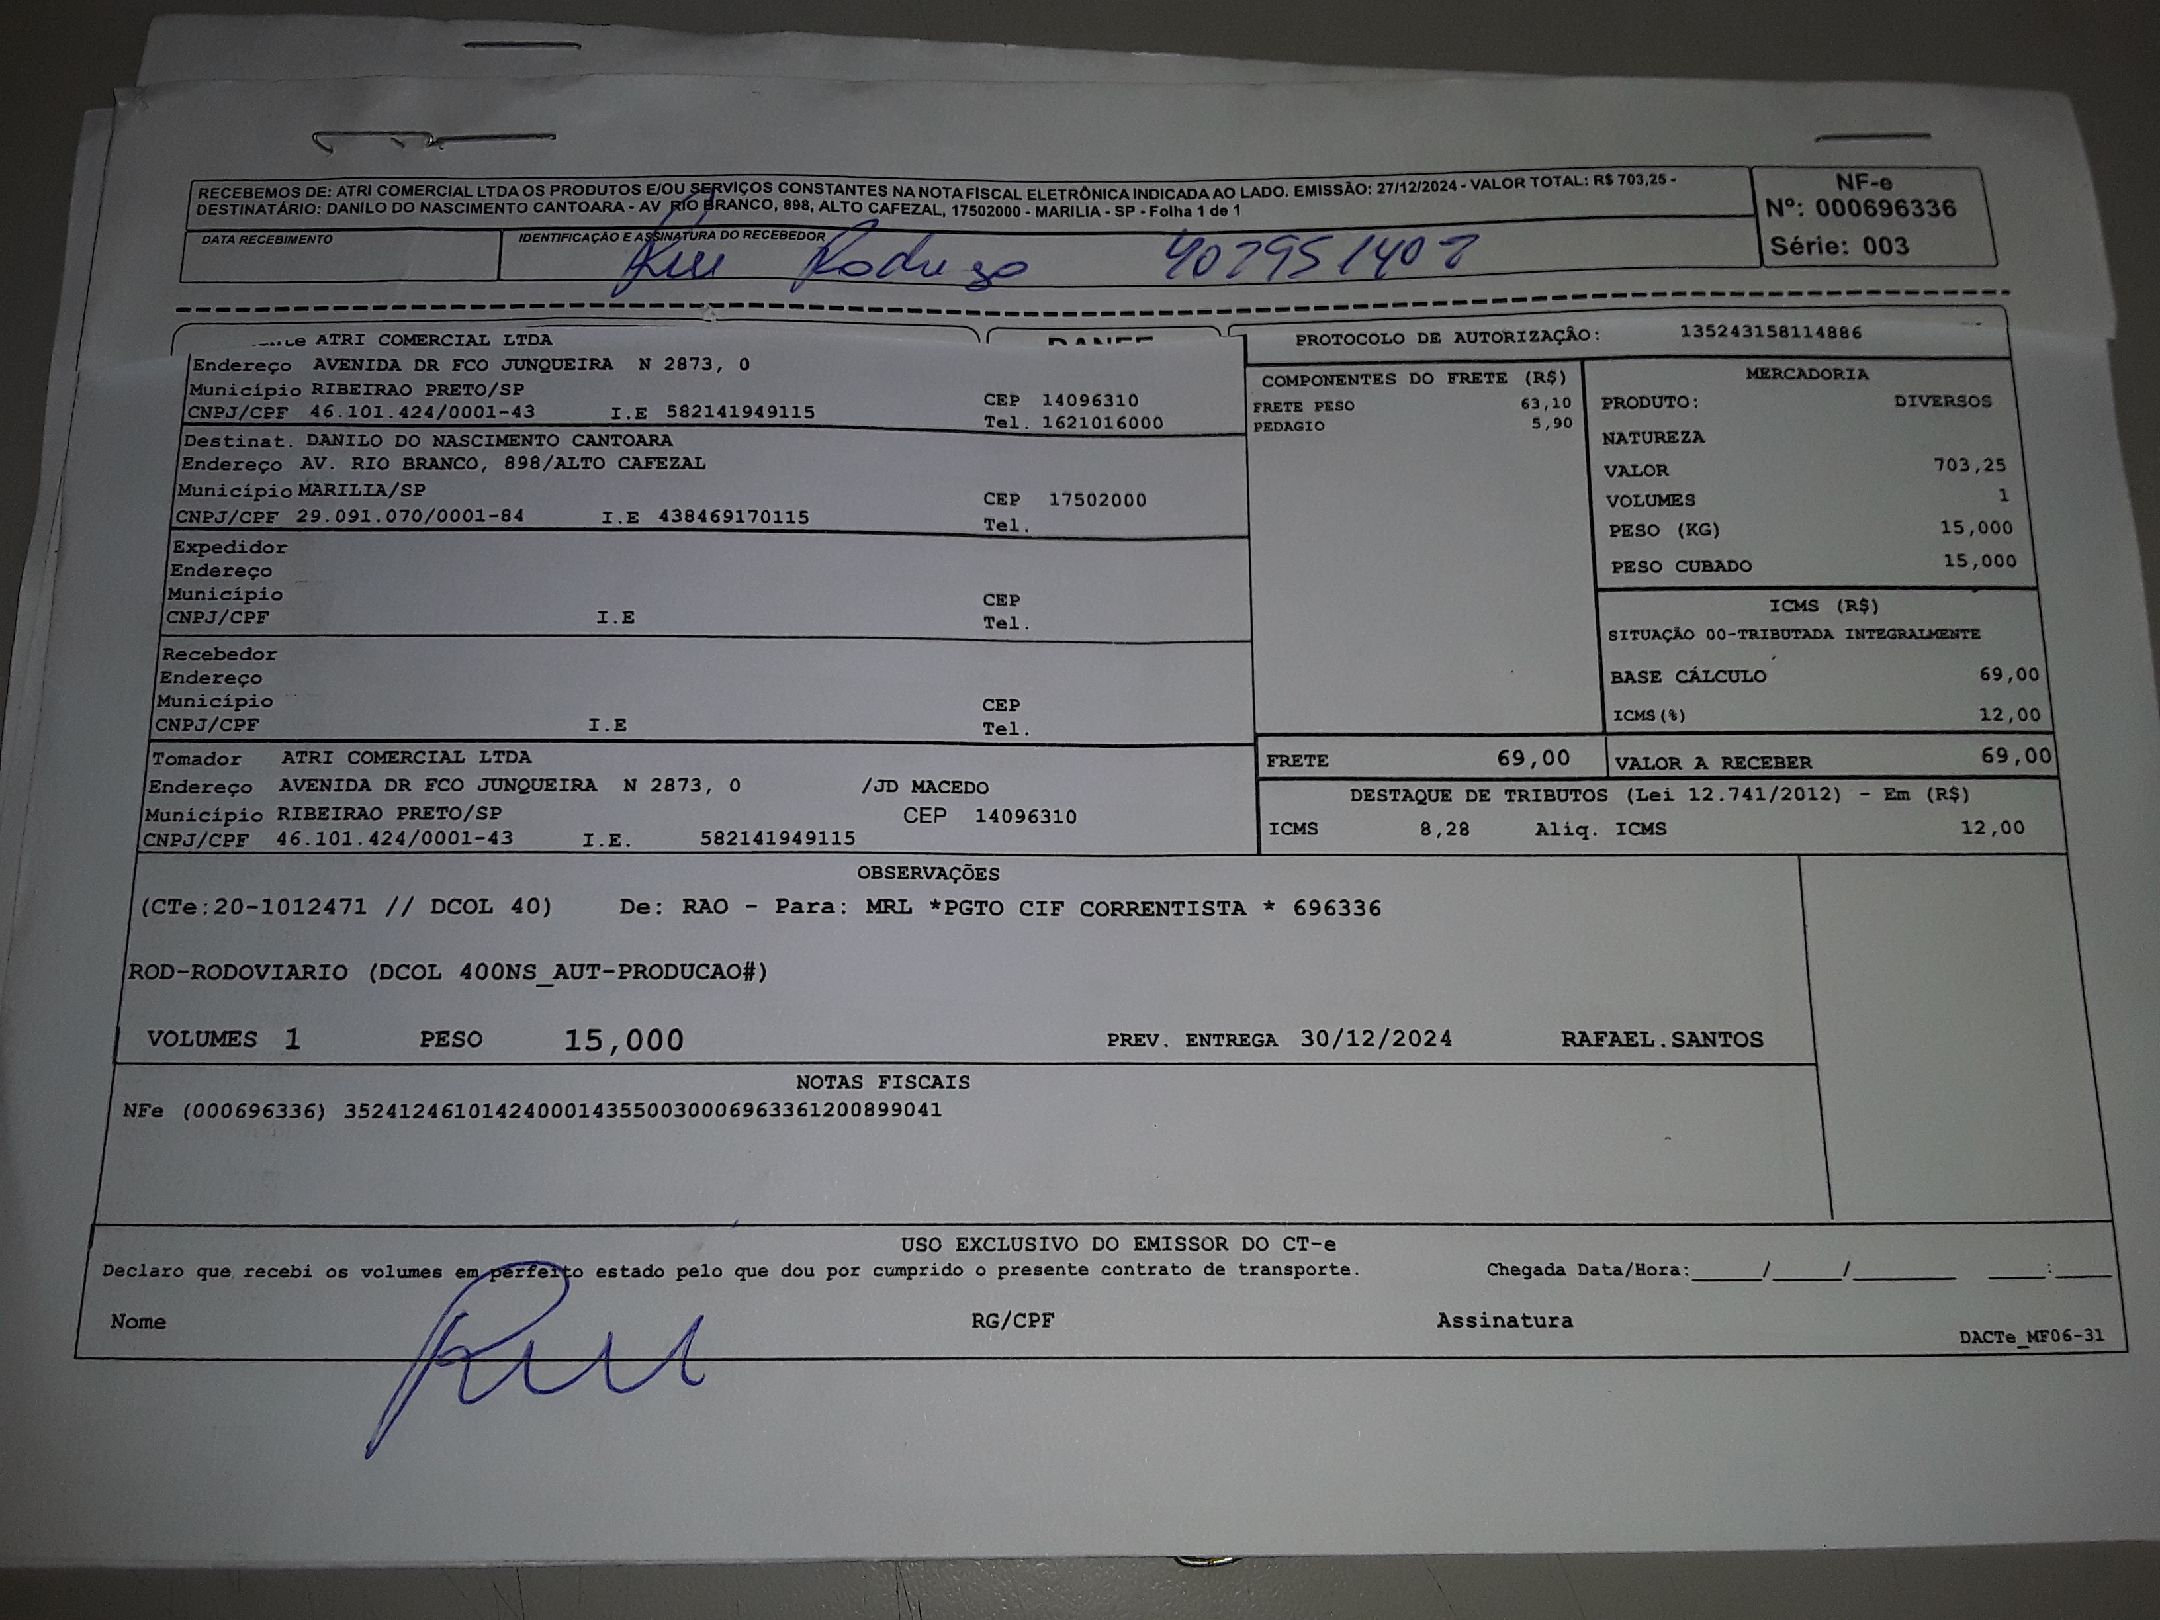 RECEBEMOS DE: ATRI COMERCIAL LTDA OS PRODUTOS E/OU SERVIÇOS CONSTANTES NA NOTA FISCAL ELETRÔNICA INDICADA AO LADO. EMISSÃO: 27/12/2024 - VALOR TOTAL: R$ 703,25 -
DESTINATÁRIO: DANILO DO NASCIMENTO CANTOARA - AV RIO BRANCO, 898, ALTO CAFEZAL, 17502000 - MARILIA - SP - Folha 1 de 1
NF-e
Nº: 000696336
Série: 003
DATA RECEBIMENTO
IDENTIFICAÇÃO E ASSINATURA DO RECEBEDOR
Rodrigo
ATRI COMERCIAL LTDA
Endereço AVENIDA DR FCO JUNQUEIRA N 2873, 0
Município RIBEIRAO PRETO/SP CEP 14096310
CNPJ/CPF 46.101.424/0001-43 I.E 582141949115 Tel. 1621016000
Destinat. DANILO DO NASCIMENTO CANTOARA
Endereço AV. RIO BRANCO, 898/ALTO CAFEZAL
Município MARILIA/SP CEP 17502000
CNPJ/CPF 29.091.070/0001-84 I.E 438469170115 Tel.
Expedidor
Endereço
Município CEP
CNPJ/CPF I.E Tel.
Recebedor
Endereço
Município CEP
CNPJ/CPF I.E Tel.
Tomador ATRI COMERCIAL LTDA
Endereço AVENIDA DR FCO JUNQUEIRA N 2873, 0 /JD MACEDO
Município RIBEIRAO PRETO/SP CEP 14096310
CNPJ/CPF 46.101.424/0001-43 I.E. 582141949115
PROTOCOLO DE AUTORIZAÇÃO: 135243158114886
COMPONENTES DO FRETE (R$)
FRETE PESO 63,10
PEDAGIO 5,90
MERCADORIA
PRODUTO: DIVERSOS
NATUREZA
VALOR 703,25
VOLUMES 1
PESO (KG) 15,000
PESO CUBADO 15,000
ICMS (R$)
SITUAÇÃO 00-TRIBUTADA INTEGRALMENTE
BASE CÁLCULO 69,00
ICMS(%) 12,00
FRETE 69,00 VALOR A RECEBER 69,00
DESTAQUE DE TRIBUTOS (Lei 12.741/2012) - Em (R$)
ICMS 8,28 Aliq. ICMS 12,00
OBSERVAÇÕES
(CTe:20-1012471 // DCOL 40) De: RAO - Para: MRL *PGTO CIF CORRENTISTA * 696336
ROD-RODOVIARIO (DCOL 400NS_AUT-PRODUCAO#)
VOLUMES 1 PESO 15,000 PREV. ENTREGA 30/12/2024 RAFAEL.SANTOS
NOTAS FISCAIS
NFe (000696336) 35241246101424000143550030006963361200899041
USO EXCLUSIVO DO EMISSOR DO CT-e
Declaro que recebi os volumes em perfeito estado pelo que dou por cumprido o presente contrato de transporte. Chegada Data/Hora:_____/_____/_______ ____:____
Nome RG/CPF Assinatura
DACTe_MF06-31